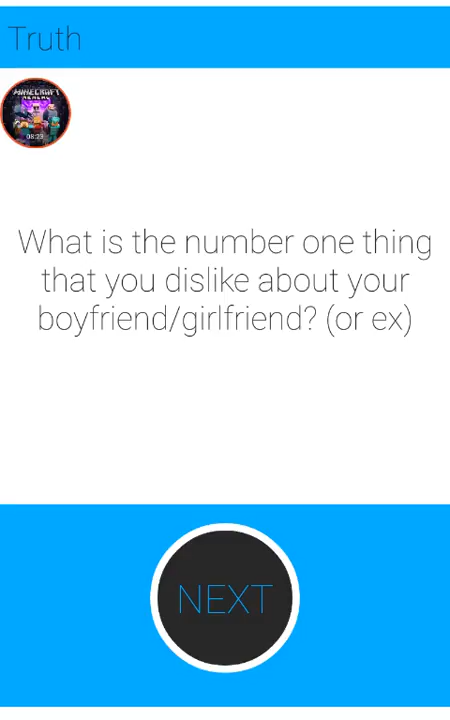 Truth
MINECRAFT
08:23
What is the number one thing
that you dislike about your
boyfriend/girlfriend? (or ex)
NEXT